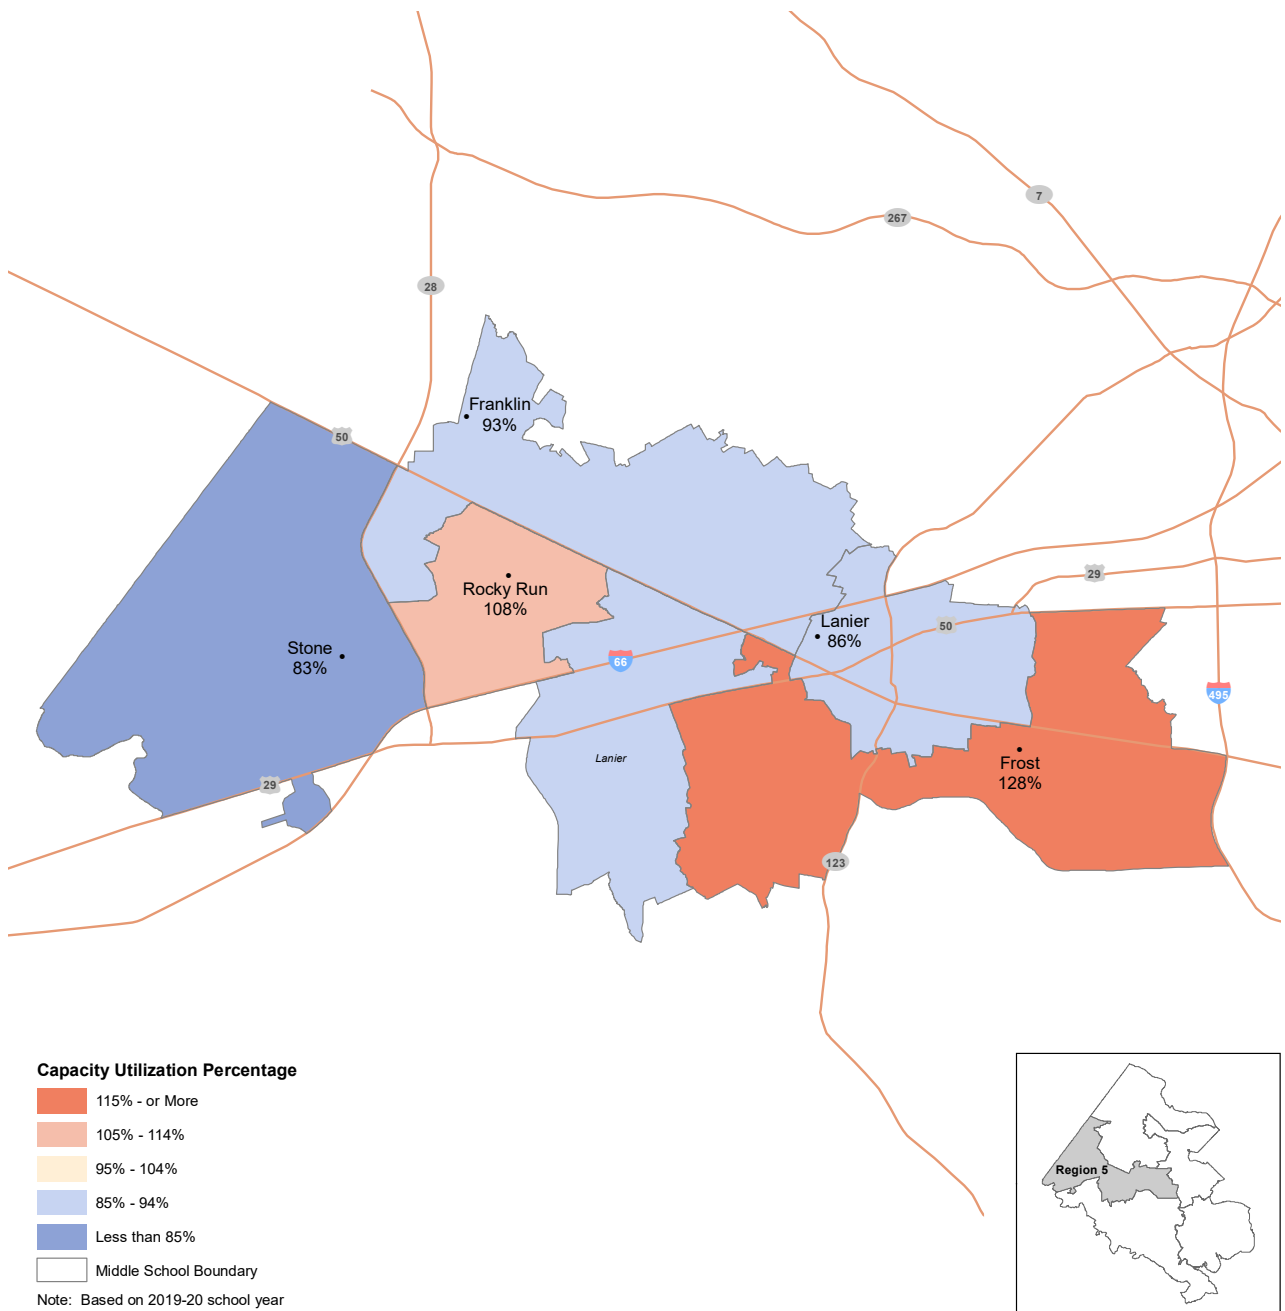 7
267
28
Franklin
93%
50
29
Rocky Run
108%
Lanier
86%
50
Stone
83%
66
495
Lanier
Frost
128%
29
123
Capacity Utilization Percentage
115% - or More
105% - 114%
95% - 104%
85% - 94%
Less than 85%
Middle School Boundary
Note:  Based on 2019-20 school year
Region 5